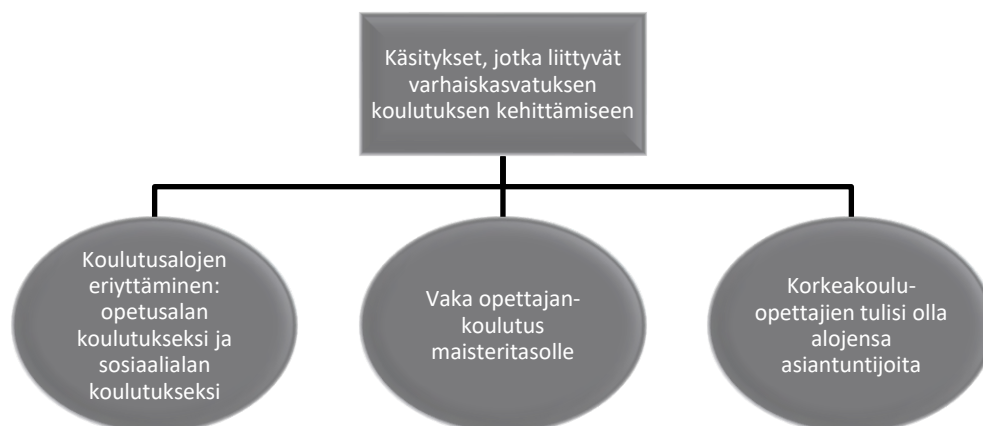 Käsitykset, jotka liittyvät
varhaiskasvatuksen
koulutuksen kehittämiseen
Koulutusalojen
eriyttäminen:
opetusalan
koulutukseksi ja
sosiaalialan
koulutukseksi
Vaka opettajan-
koulutus
maisteritasolle
Korkeakoulu-
opettajien tulisi olla
alojensa
asiantuntijoita